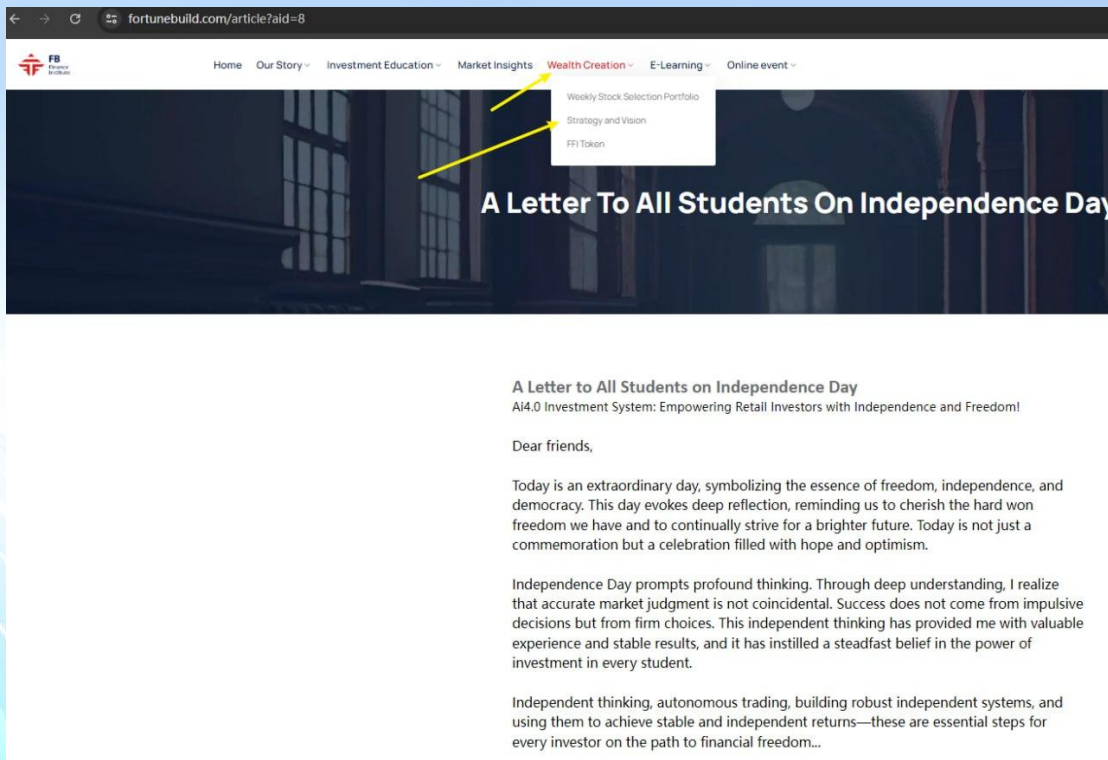 fortunebuild.com/article?aid=8
FB
Finance
Institute
Home Our Story Investment Education Market Insights Wealth Creation E-Learning Online event
Weekly Stock Selection Portfolio
Strategy and Vision
FFI Token
A Letter To All Students On Independence Day
A Letter to All Students on Independence Day
Ai4.0 Investment System: Empowering Retail Investors with Independence and Freedom!
Dear friends,
Today is an extraordinary day, symbolizing the essence of freedom, independence, and
democracy. This day evokes deep reflection, reminding us to cherish the hard won
freedom we have and to continually strive for a brighter future. Today is not just a
commemoration but a celebration filled with hope and optimism.
Independence Day prompts profound thinking. Through deep understanding, I realize
that accurate market judgment is not coincidental. Success does not come from impulsive
decisions but from firm choices. This independent thinking has provided me with valuable
experience and stable results, and it has instilled a steadfast belief in the power of
investment in every student.
Independent thinking, autonomous trading, building robust independent systems, and
using them to achieve stable and independent returns—these are essential steps for
every investor on the path to financial freedom...